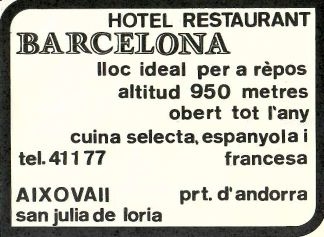 HOTEL RESTAURANT
BARCELONA
lloc ideal per a rèpos
altitud 950 metres
obert tot l'any
cuina selecta, espanyola i
tel. 41177 francesa
AIXOVAll prt. d'andorra
san julia de loria